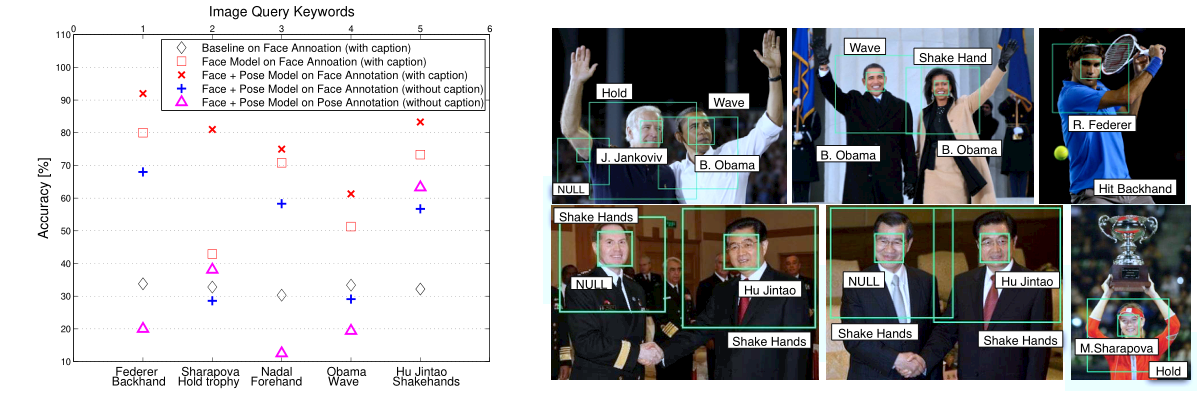 Image Query Keywords
0 1 2 3 4 5 6
110
100
90
80
70
60
50
40
30
20
10
Accuracy [%]
Baseline on Face Annoation (with caption)
Face Model on Face Annoation (with caption)
Face + Pose Model on Face Annotation (with caption)
Face + Pose Model on Face Annotation (without caption)
Face + Pose Model on Pose Annotation (without caption)
Federer
Backhand
Sharapova
Hold trophy
Nadal
Forehand
Obama
Wave
Hu Jintao
Shakehands
Hold
Wave
J. Jankoviv
B. Obama
NULL
Wave
Shake Hand
B. Obama
B. Obama
R. Federer
Hit Backhand
Shake Hands
NULL
Hu Jintao
Shake Hands
NULL
Hu Jintao
Shake Hands
Shake Hands
M.Sharapova
Hold